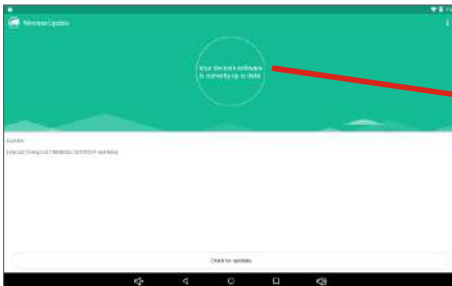 Wireless Update
Your device's software
is currently up to date.
Current:
Check for updates